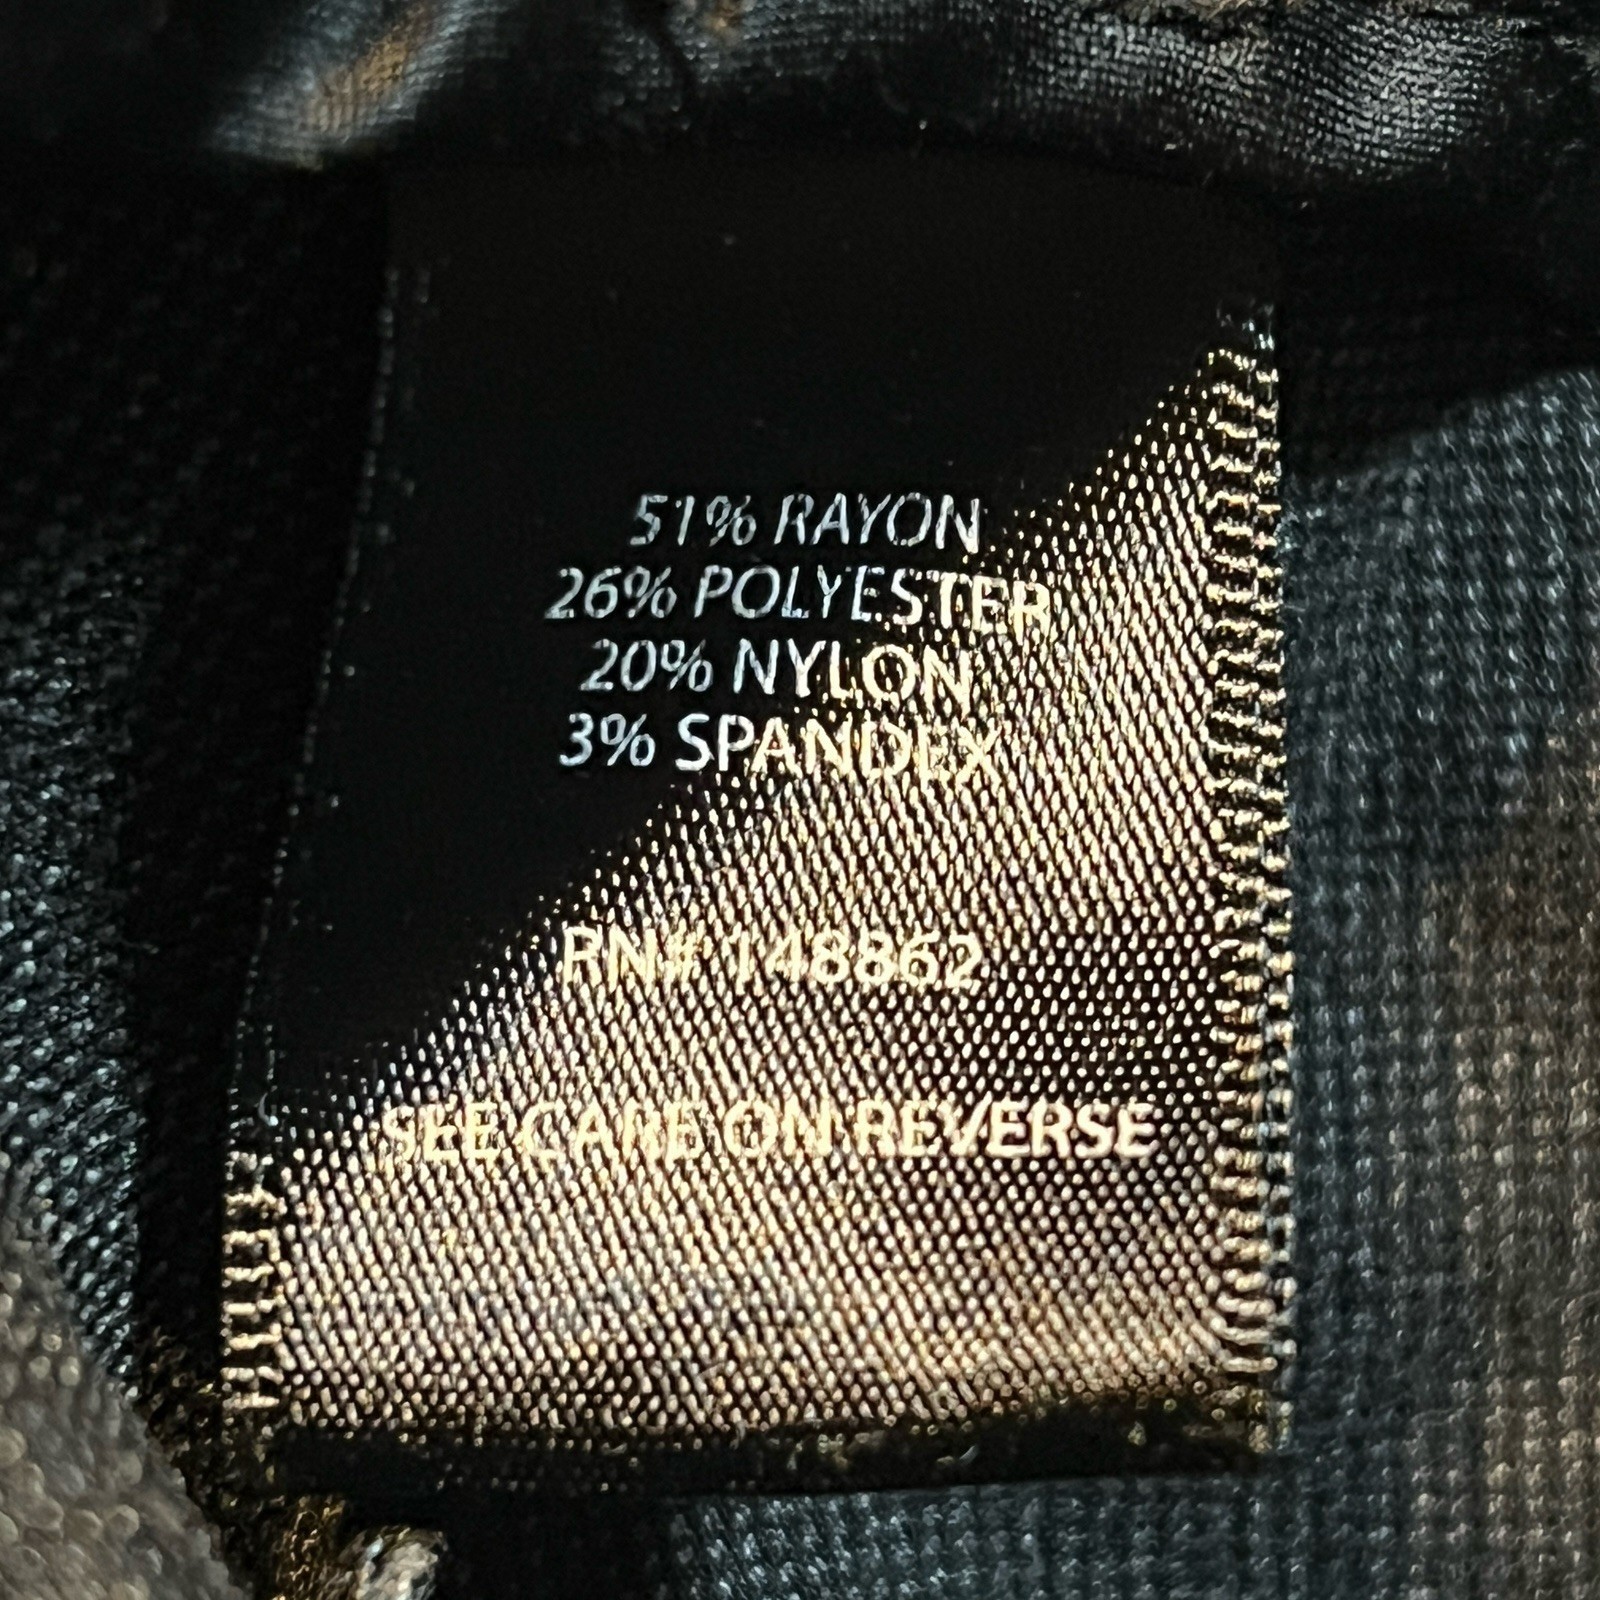 51% RAYON
26% POLYESTER
20% NYLON
3% SPANDEX
RN# 148862
SEE CARE ON REVERSE